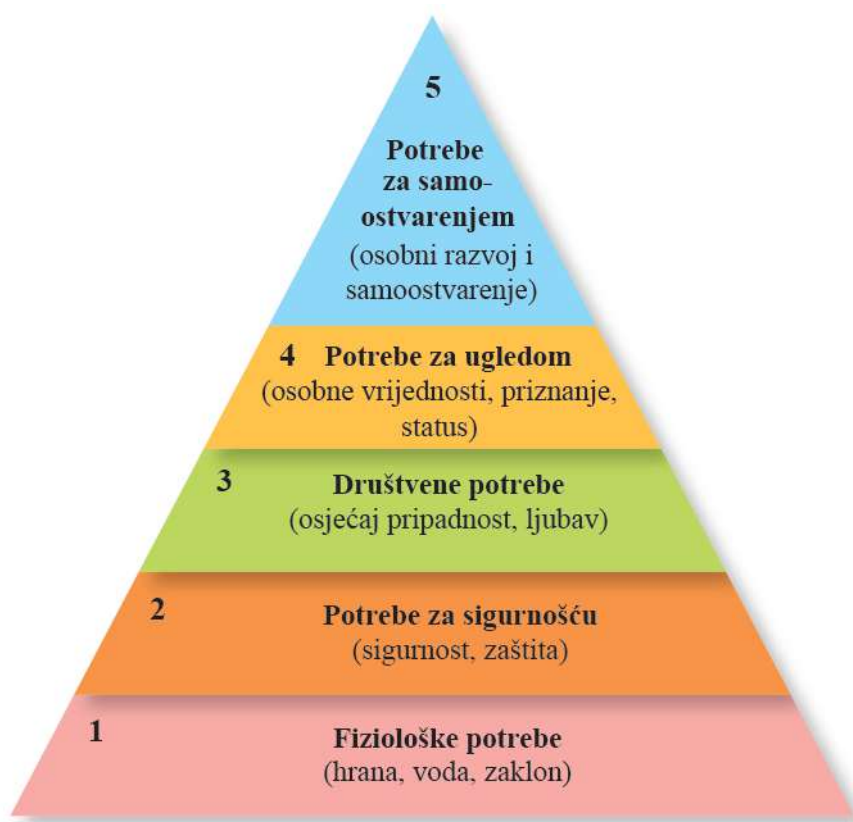 5
Potrebe
za samo-
ostvarenjem
(osobni razvoj i
samoostvarenje)
4 Potrebe za ugledom
(osobne vrijednosti, priznanje,
status)
3 Društvene potrebe
(osjećaj pripadnost, ljubav)
2 Potrebe za sigurnošću
(sigurnost, zaštita)
1 Fiziološke potrebe
(hrana, voda, zaklon)